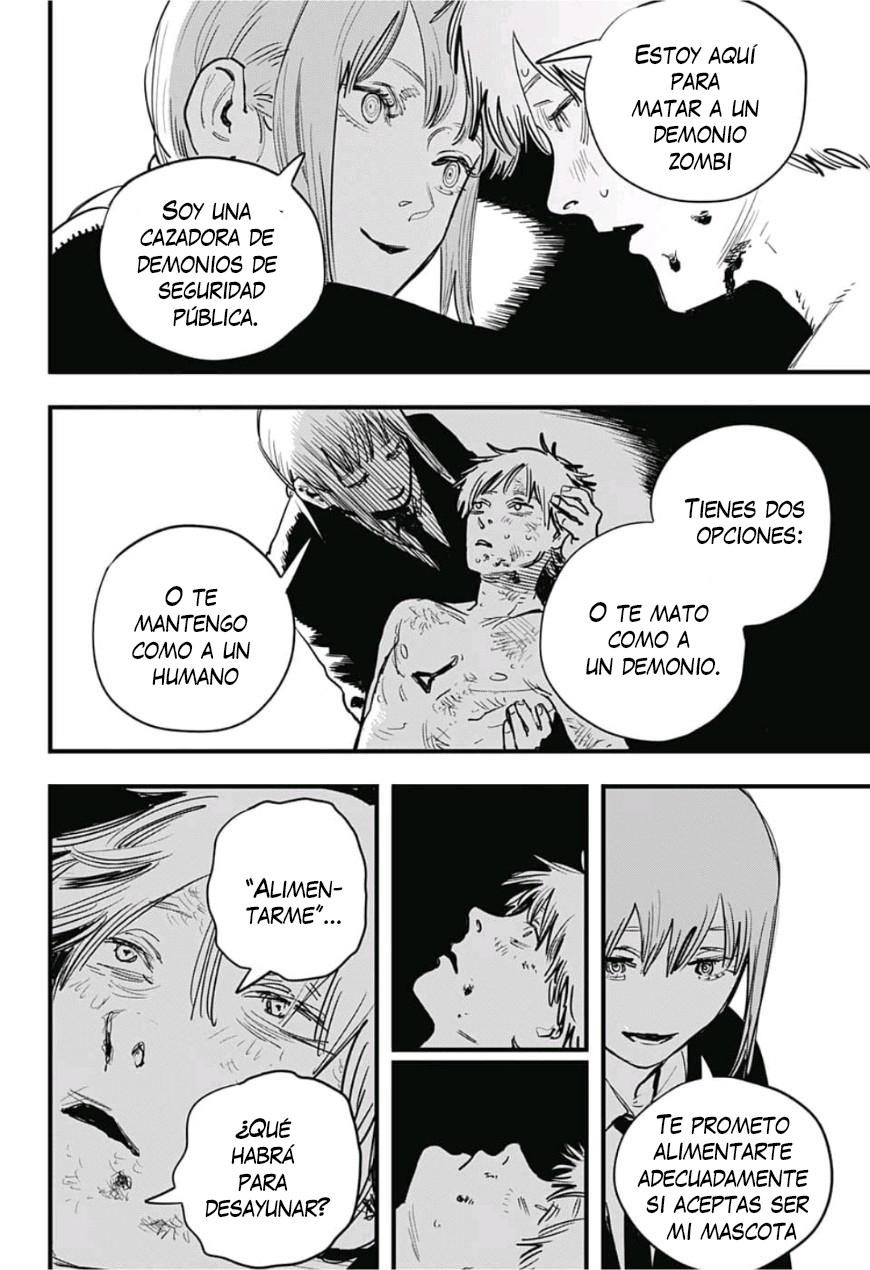 ESTOY AQUÍ
PARA
MATAR A UN
DEMONIO
ZOMBI
SOY UNA
CAZADORA DE
DEMONIOS DE
SEGURIDAD
PÚBLICA.
TIENES DOS
OPCIONES:
O TE MATO
COMO A
UN DEMONIO.
O TE
MANTENGO
COMO A UN
HUMANO
TE PROMETO
ALIMENTARTE
ADECUADAMENTE
SI ACEPTAS SER
MI MASCOTA
"ALIMEN-
TARME"...
¿QUÉ
HABRÁ
PARA
DESAYUNAR?